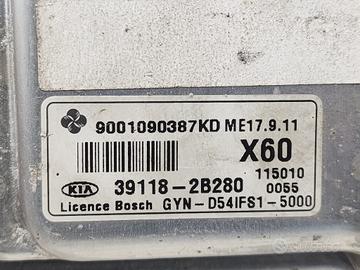 9001090387KD ME17.9.11
X60
115010
KIA 39118-2B280 0055
Licence Bosch GYN-D54IFS1-5000